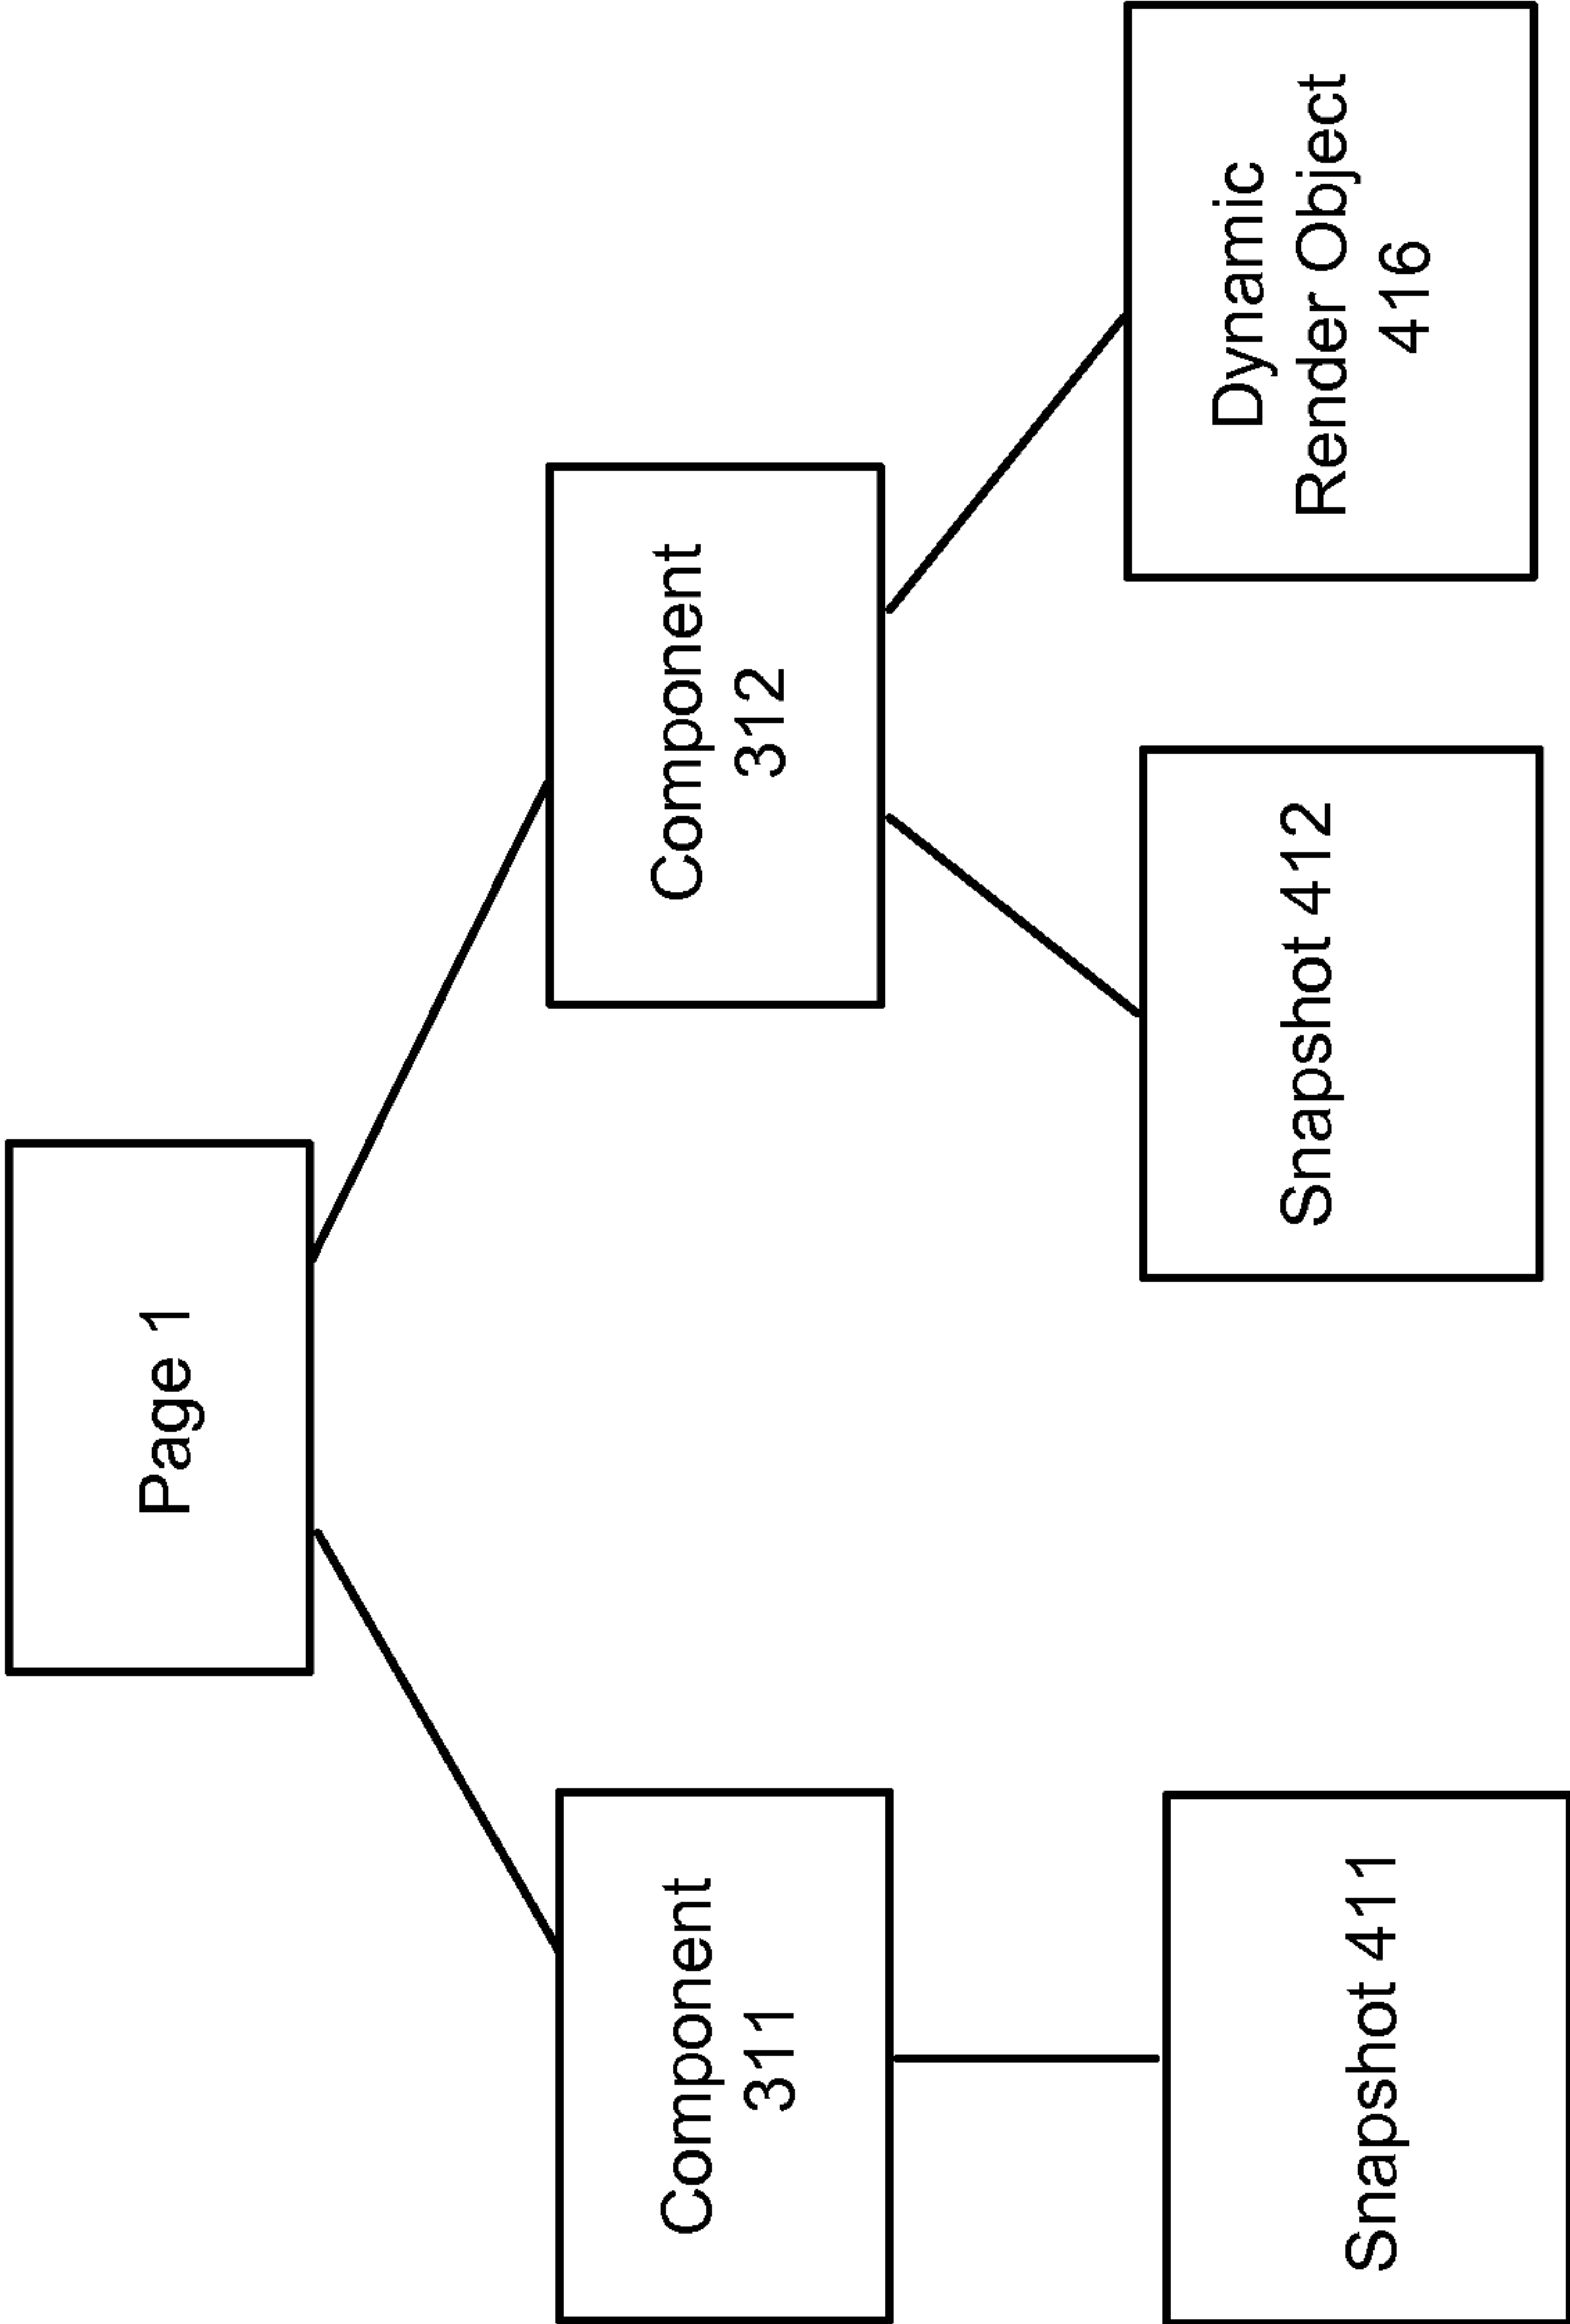 Page 1
Component
311
Component
312
Snapshot 411
Snapshot 412
Dynamic
Render Object
416